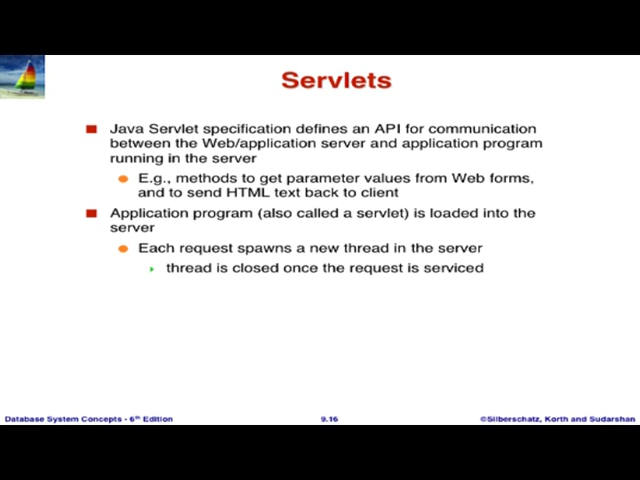 Servlets
Java Servlet specification defines an API for communication
between the Web/application server and application program
running in the server
E.g., methods to get parameter values from Web forms,
and to send HTML text back to client
Application program (also called a servlet) is loaded into the
server
Each request spawns a new thread in the server
thread is closed once the request is serviced
Database System Concepts - 6th Edition
9.16
©Silberschatz, Korth and Sudarshan